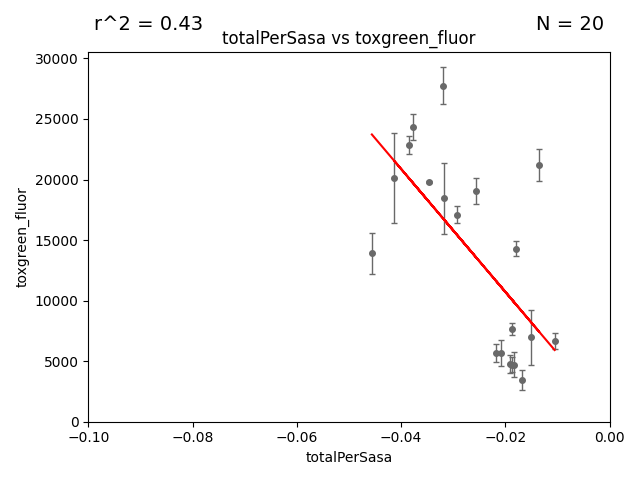 r^2 = 0.43
N = 20
totalPerSasa vs toxgreen_fluor
30000
25000
20000
15000
10000
5000
0
toxgreen_fluor
−0.10
−0.08
−0.06
−0.04
−0.02
0.00
totalPerSasa